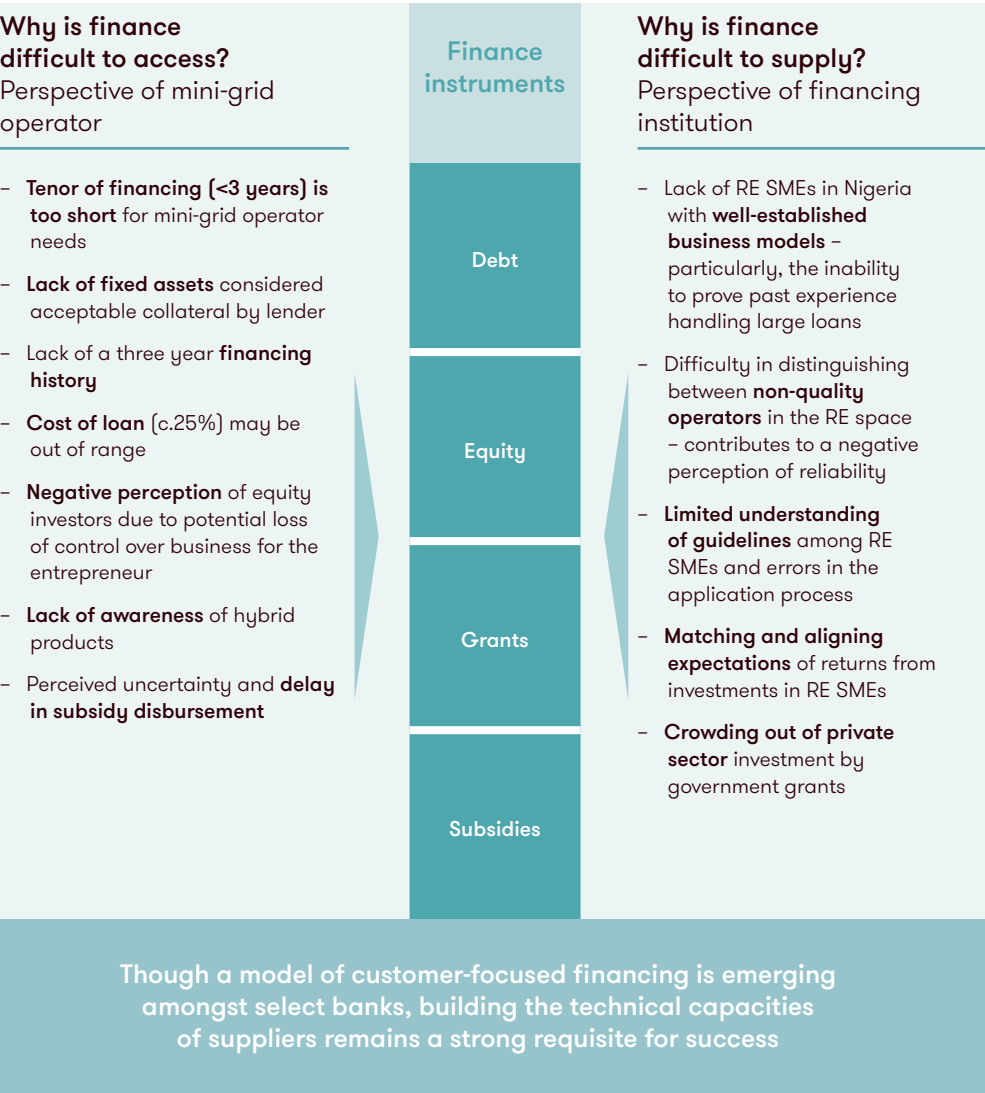 Why is finance
difficult to access?
Perspective of mini-grid
operator
– Tenor of financing (<3 years) is
too short for mini-grid operator
needs
– Lack of fixed assets considered
acceptable collateral by lender
– Lack of a three year financing
history
– Cost of loan (c.25%) may be
out of range
– Negative perception of equity
investors due to potential loss
of control over business for the
entrepreneur
– Lack of awareness of hybrid
products
– Perceived uncertainty and delay
in subsidy disbursement
Finance
instruments
Debt
Equity
Grants
Subsidies
Why is finance
difficult to supply?
Perspective of financing
institution
– Lack of RE SMEs in Nigeria
with well-established
business models –
particularly, the inability
to prove past experience
handling large loans
– Difficulty in distinguishing
between non-quality
operators in the RE space
– contributes to a negative
perception of reliability
– Limited understanding
of guidelines among RE
SMEs and errors in the
application process
– Matching and aligning
expectations of returns from
investments in RE SMEs
– Crowding out of private
sector investment by
government grants
Though a model of customer-focused financing is emerging
amongst select banks, building the technical capacities
of suppliers remains a strong requisite for success